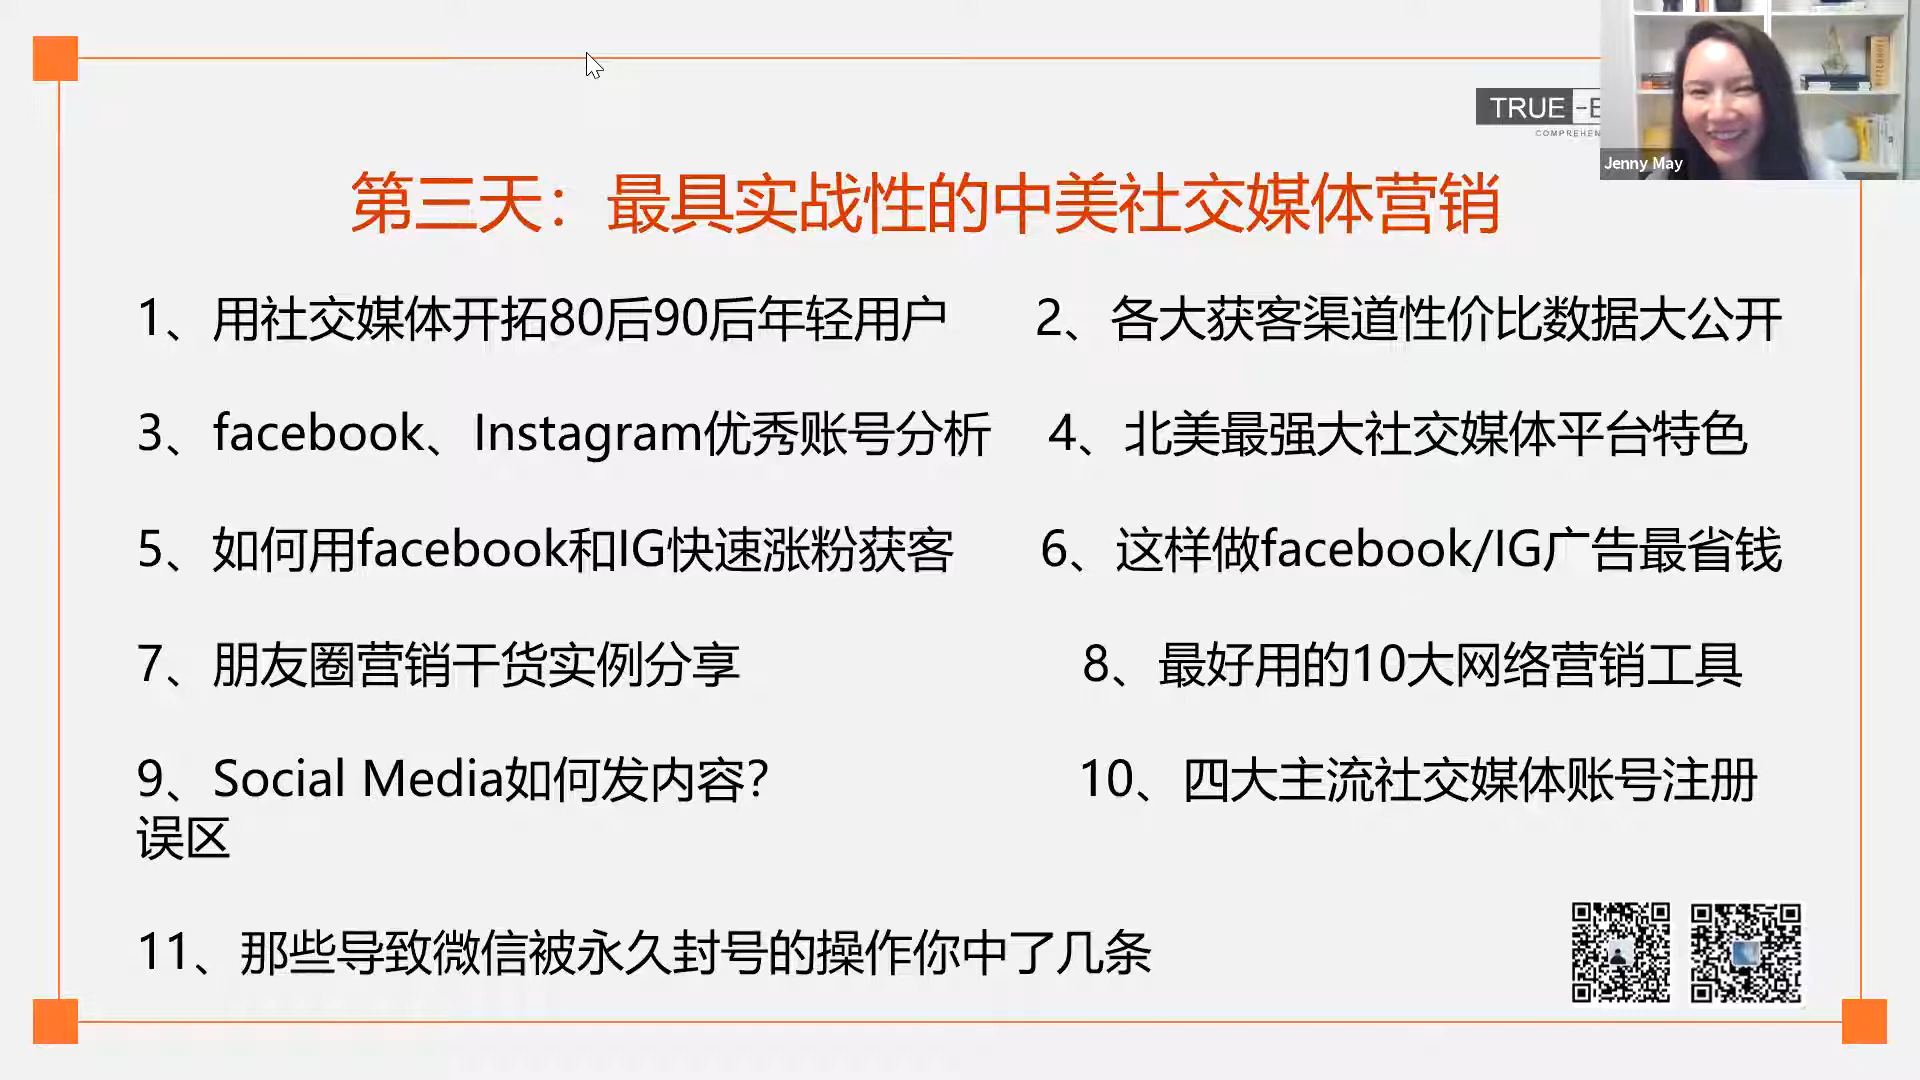 TRUE -E
COMPREHEN
Jenny May
第三天：最具实战性的中美社交媒体营销
1、用社交媒体开拓80后90后年轻用户 2、各大获客渠道性价比数据大公开
3、facebook、Instagram优秀账号分析 4、北美最强大社交媒体平台特色
5、如何用facebook和IG快速涨粉获客 6、这样做facebook/IG广告最省钱
7、朋友圈营销干货实例分享 8、最好用的10大网络营销工具
9、Social Media如何发内容？ 10、四大主流社交媒体账号注册
误区
11、那些导致微信被永久封号的操作你中了几条